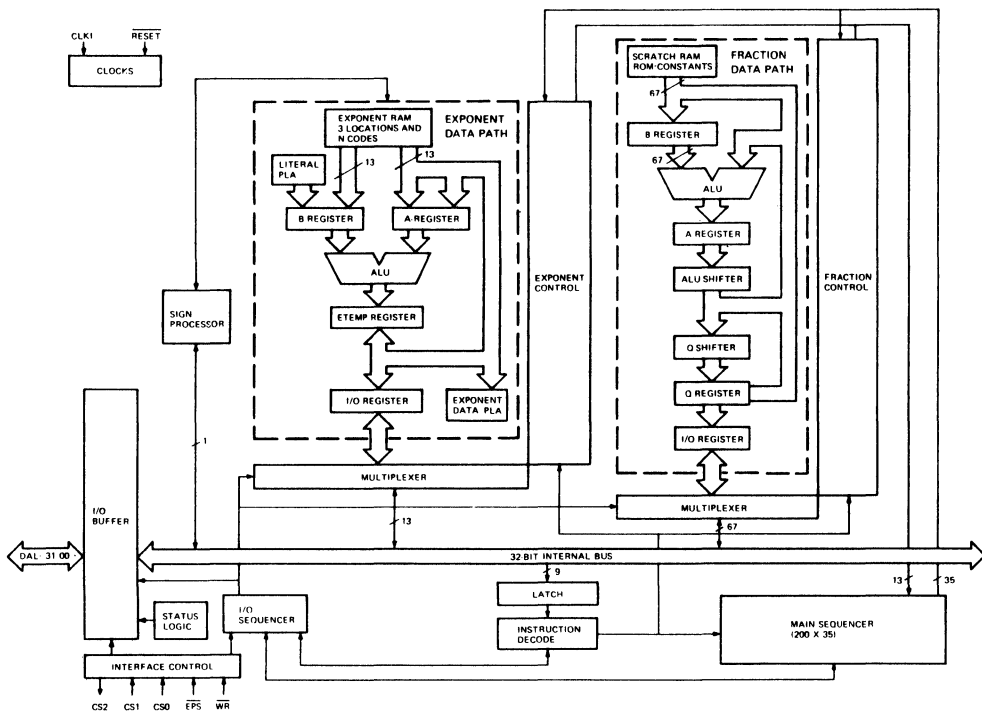 CLKI
RESET
CLOCKS
SCRATCH RAM
ROM-CONSTANTS
FRACTION
DATA PATH
67
B REGISTER
67
ALU
A REGISTER
ALU SHIFTER
Q SHIFTER
Q REGISTER
I/O REGISTER
FRACTION
CONTROL
MULTIPLEXER
67
EXPONENT RAM
3 LOCATIONS AND
N CODES
EXPONENT
DATA PATH
LITERAL
PLA
13
13
B REGISTER
A REGISTER
ALU
ETEMP REGISTER
I/O REGISTER
EXPONENT
DATA PLA
EXPONENT
CONTROL
MULTIPLEXER
13
SIGN
PROCESSOR
1
I/O
BUFFER
DAL 31 00
32-BIT INTERNAL BUS
9
13
35
LATCH
STATUS
LOGIC
I/O
SEQUENCER
INSTRUCTION
DECODE
MAIN SEQUENCER
(200 X 35)
INTERFACE CONTROL
CS2
CS1
CS0
EPS
WR